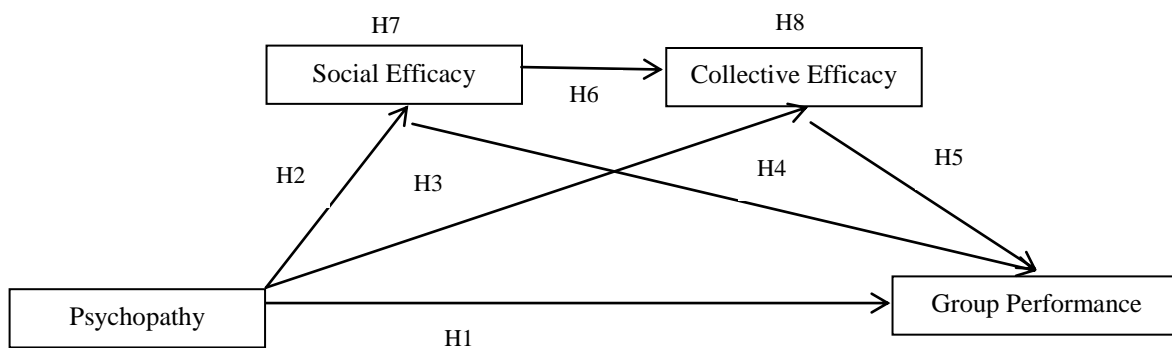 H7
H8
Social Efficacy
Collective Efficacy
H6
H2
H3
H4
H5
Psychopathy
Group Performance
H1